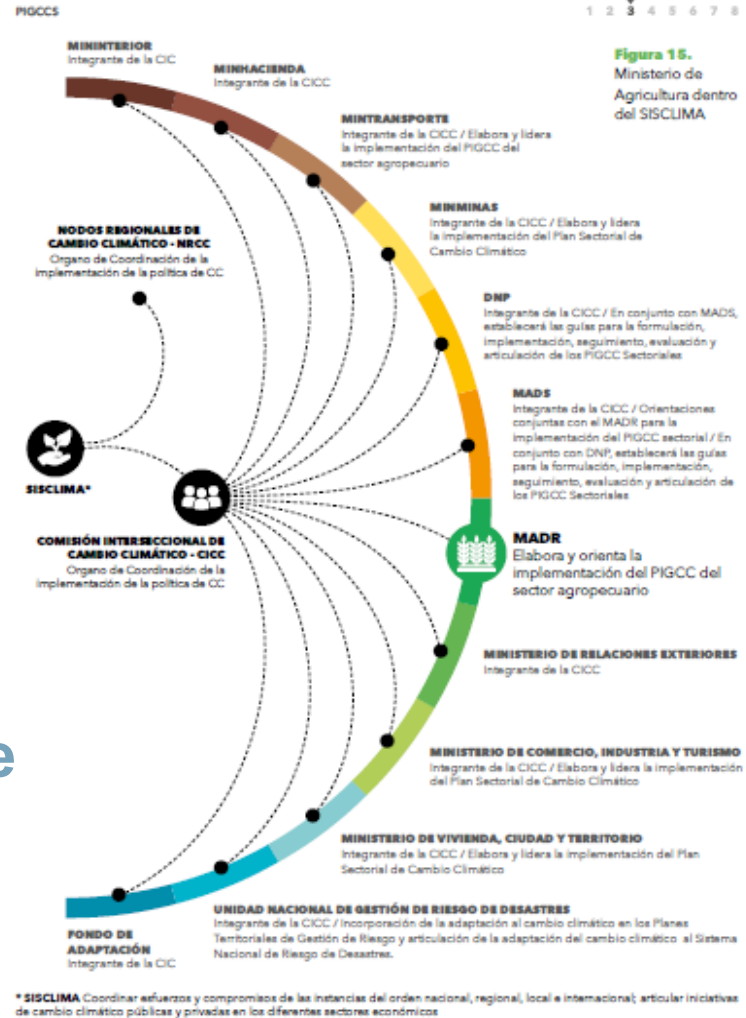 PIGCCS
1 2 3 4 5 6 7 8
Figura 15.
Ministerio de
Agricultura dentro
del SISCLIMA
MININTERIOR
Integrante de la CIC
MINHACIENDA
Integrante de la CICC
MINTRANSPORTE
Integrante de la CICC / Elabora y lidera
la implementación del PIGCC del
sector agropecuario
MINMINAS
Integrante de la CICC / Elabora y lidera
la implementación del Plan Sectorial de
Cambio Climático
NODOS REGIONALES DE
CAMBIO CLIMÁTICO - NRCC
Organo de Coordinación de la
implementación de la política de CC
DNP
Integrante de la CICC / En conjunto con MADS,
establecerá las guías para la formulación,
implementación, seguimiento, evaluación y
articulación de los PIGCC Sectoriales
MADS
Integrante de la CICC / Orientaciones
conjuntas con el MADR para la
implementación del PIGCC sectorial / En
conjunto con DNP, establecerá las guías
para la formulación, implementación,
seguimiento, evaluación y articulación de
los PIGCC Sectoriales
SISCLIMA*
COMISIÓN INTERSECCIONAL DE
CAMBIO CLIMÁTICO - CICC
Organo de Coordinación de la
implementación de la política de CC
MADR
Elabora y orienta la
implementación del PIGCC del
sector agropecuario
MINISTERIO DE RELACIONES EXTERIORES
Integrante de la CICC
e
MINISTERIO DE COMERCIO, INDUSTRIA Y TURISMO
Integrante de la CICC / Elabora y lidera la implementación
del Plan Sectorial de Cambio Climático
MINISTERIO DE VIVIENDA, CIUDAD Y TERRITORIO
Integrante de la CICC / Elabora y lidera la implementación del Plan
Sectorial de Cambio Climático
UNIDAD NACIONAL DE GESTIÓN DE RIESGO DE DESASTRES
Integrante de la CICC / Incorporación de la adaptación al cambio climático en los Planes
Territoriales de Gestión de Riesgo y articulación de la adaptación del cambio climático al Sistema
Nacional de Riesgo de Desastres.
FONDO DE
ADAPTACIÓN
Integrante de la CIC
* SISCLIMA Coordinar esfuerzos y compromisos de las instancias del orden nacional, regional, local e internacional; articular iniciativas
de cambio climático públicas y privadas en los diferentes sectores económicos